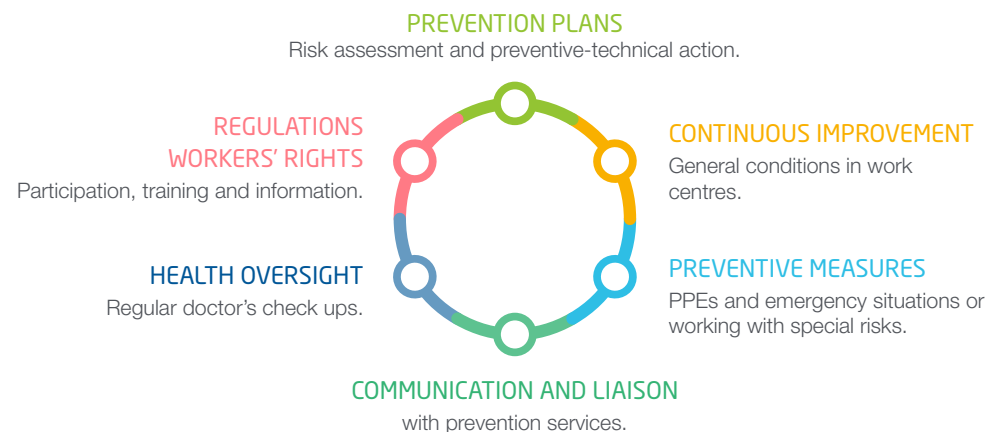 PREVENTION PLANS
Risk assessment and preventive-technical action.
REGULATIONS
WORKERS' RIGHTS
Participation, training and information.
CONTINUOUS IMPROVEMENT
General conditions in work
centres.
HEALTH OVERSIGHT
Regular doctor's check ups.
PREVENTIVE MEASURES
PPEs and emergency situations or
working with special risks.
COMMUNICATION AND LIAISON
with prevention services.